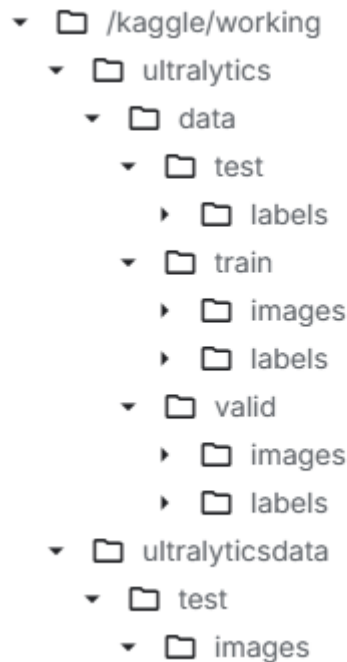 /kaggle/working
ultralytics
data
test
labels
train
images
labels
valid
images
labels
ultralyticsdata
test
images